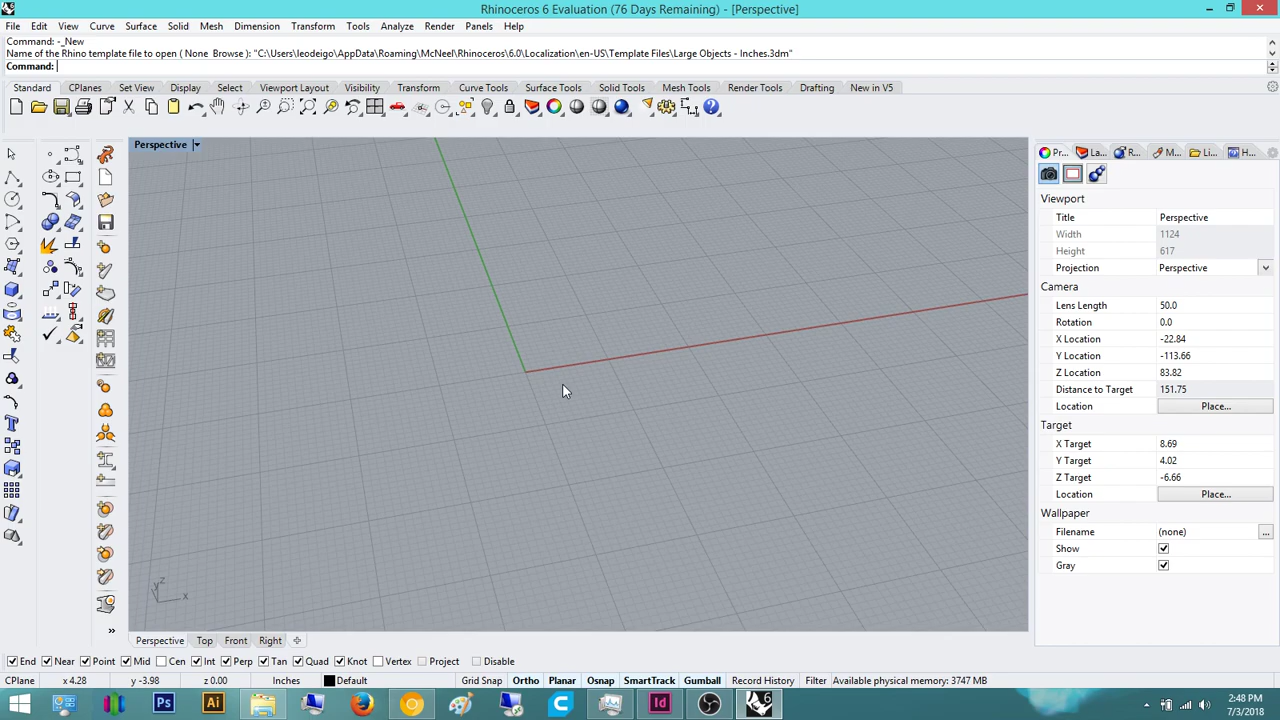 Rhinoceros 6 Evaluation (76 Days Remaining) - [Perspective]
File Edit View Curve Surface Solid Mesh Dimension Transform Tools Analyze Render Panels Help
Command: -_New
Name of the Rhino template file to open ( None  Browse ): "C:\Users\leodeigo\AppData\Roaming\McNeel\Rhinoceros\6.0\Localization\en-US\Template Files\Large Objects - Inches.3dm"
Command:
Standard CPlanes Set View Display Select Viewport Layout Visibility Transform Curve Tools Surface Tools Solid Tools Mesh Tools Render Tools Drafting New in V5
Perspective
Pr... La... R... M... Li... H...
Viewport
Title Perspective
Width 1124
Height 617
Projection Perspective
Camera
Lens Length 50.0
Rotation 0.0
X Location -22.84
Y Location -113.66
Z Location 83.82
Distance to Target 151.75
Location Place...
Target
X Target 8.69
Y Target 4.02
Z Target -6.66
Location Place...
Wallpaper
Filename (none) ...
Show
Gray
z
y
x
Perspective Top Front Right
End Near Point Mid Cen Int Perp Tan Quad Knot Vertex Project Disable
CPlane x 4.28 y -3.98 z 0.00 Inches Default Grid Snap Ortho Planar Osnap SmartTrack Gumball Record History Filter Available physical memory: 3747 MB
Ps Ai Id 6
2:48 PM
7/3/2018